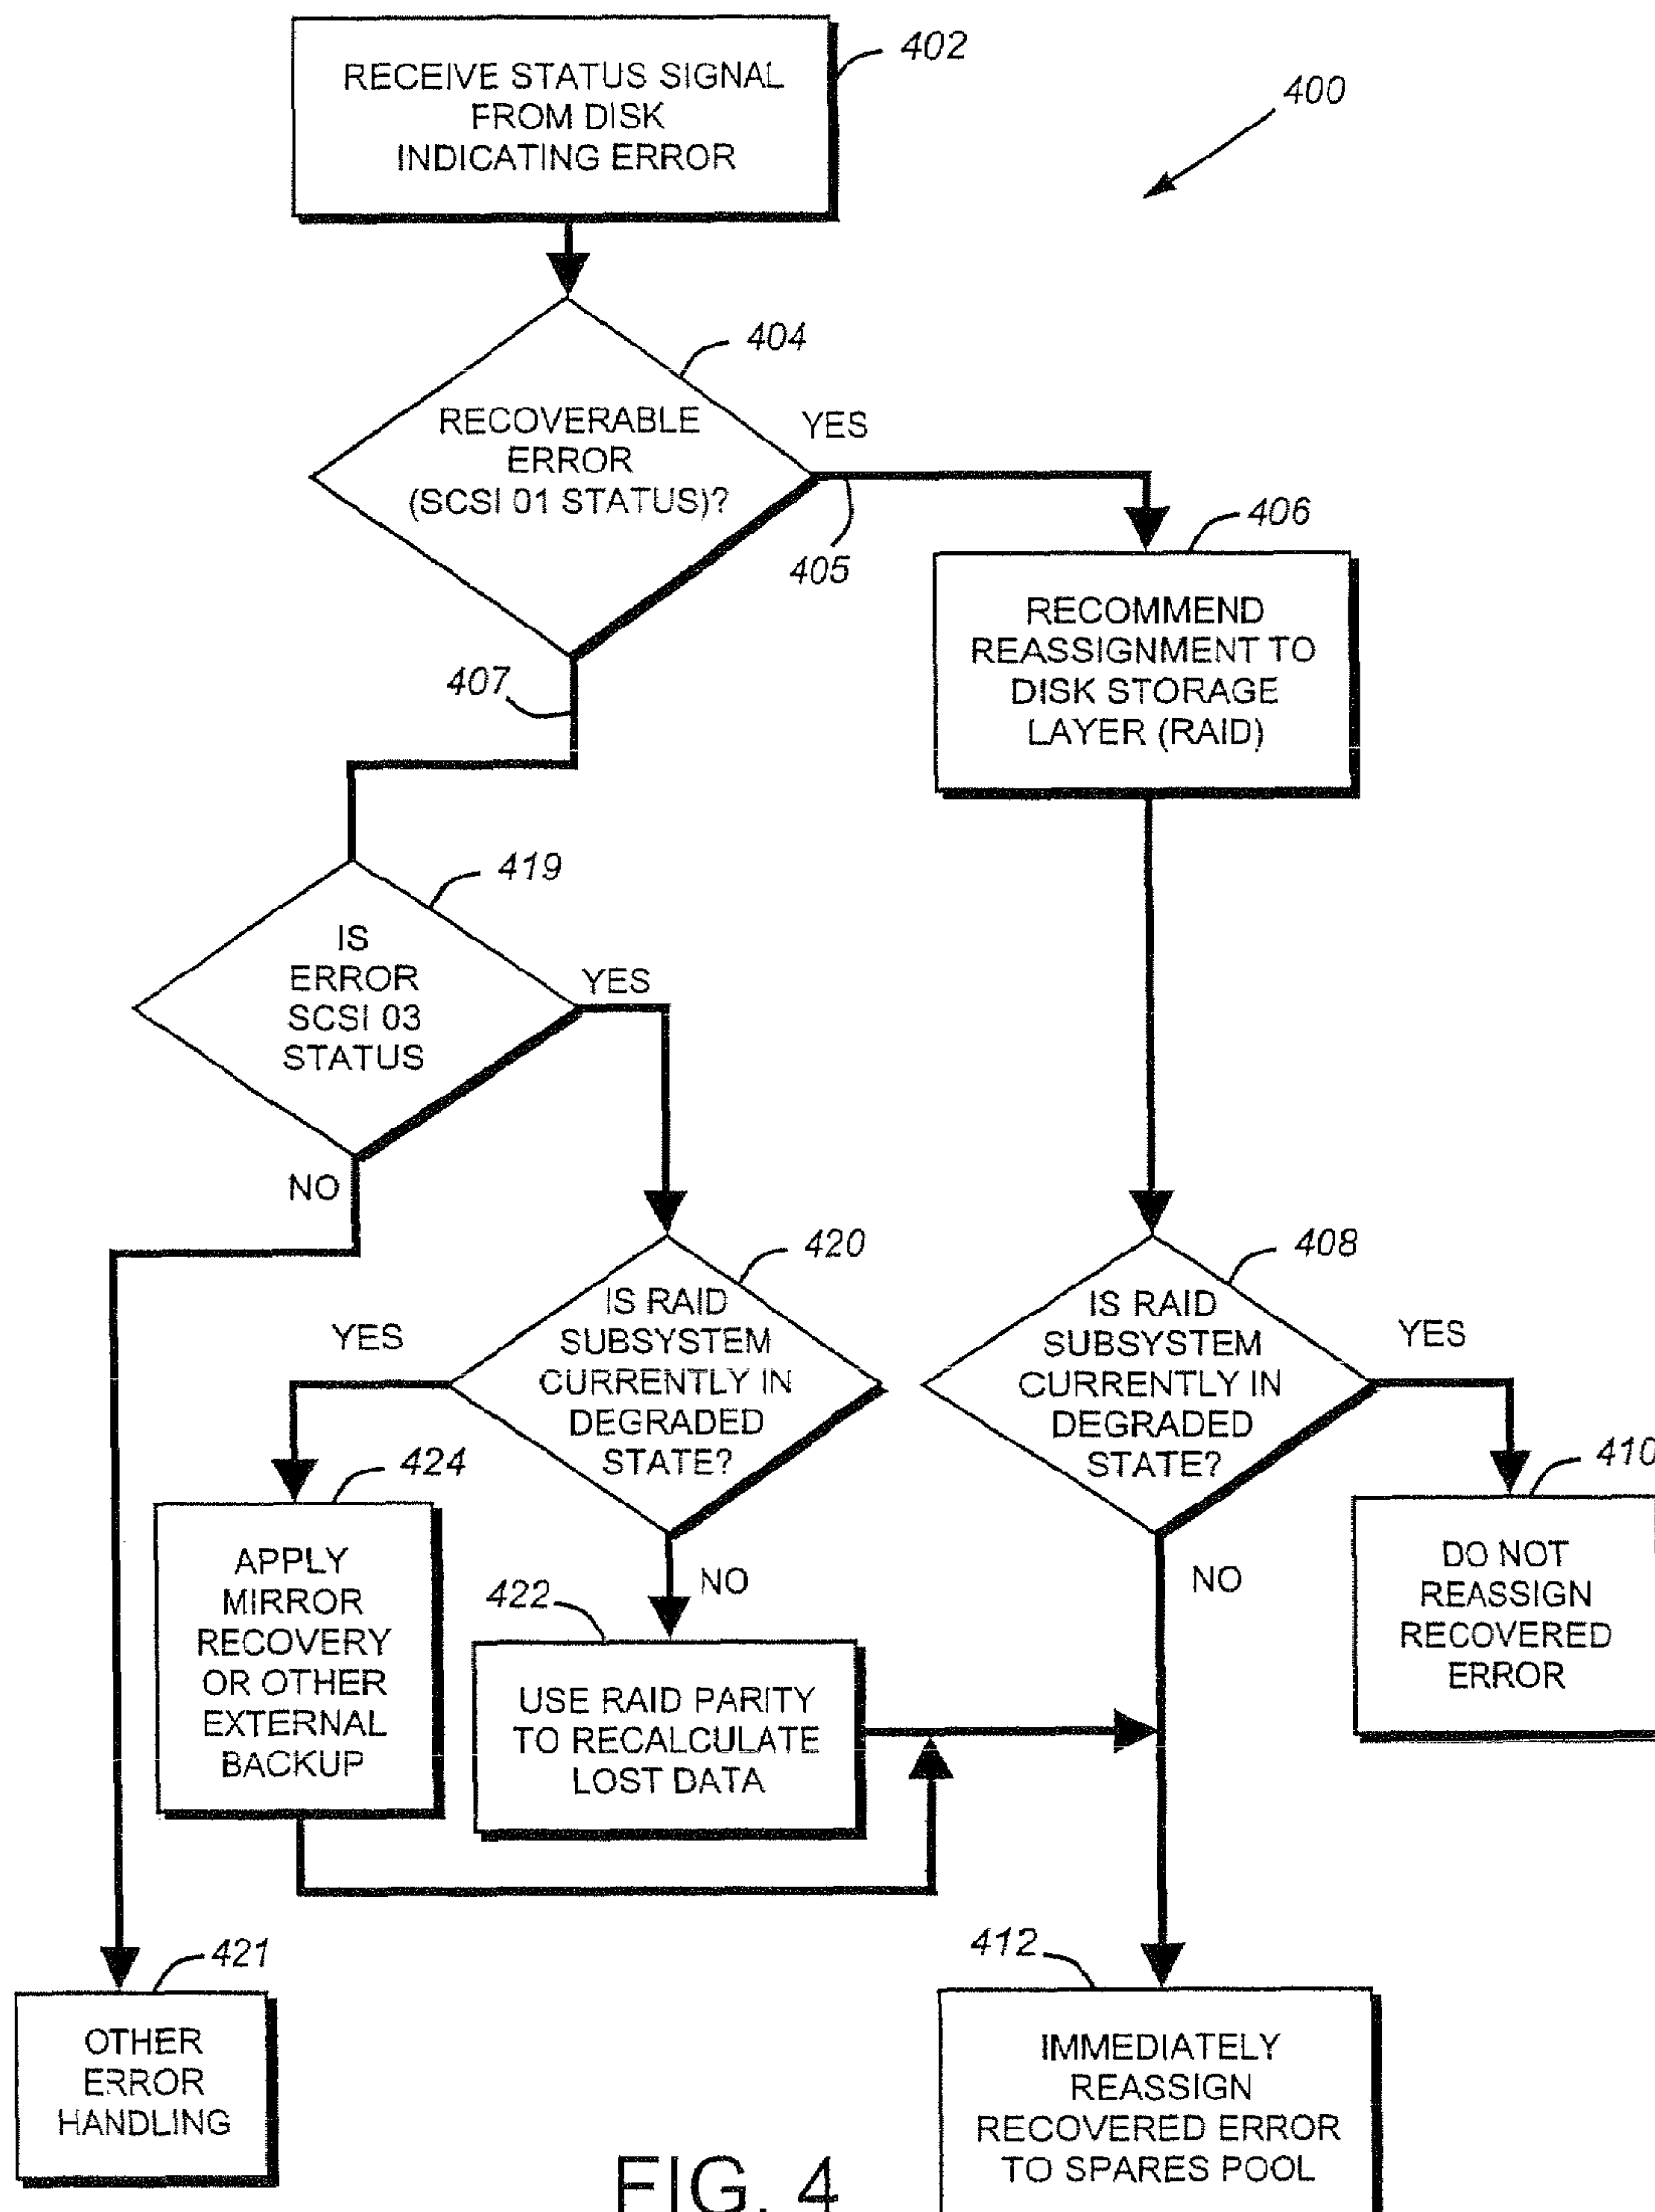 402
RECEIVE STATUS SIGNAL
FROM DISK
INDICATING ERROR
400
404
RECOVERABLE
ERROR
(SCSI 01 STATUS)?
YES
405
406
RECOMMEND
REASSIGNMENT TO
DISK STORAGE
LAYER (RAID)
407
419
IS
ERROR
SCSI 03
STATUS
YES
NO
420
IS RAID
SUBSYSTEM
CURRENTLY IN
DEGRADED
STATE?
YES
NO
408
IS RAID
SUBSYSTEM
CURRENTLY IN
DEGRADED
STATE?
YES
NO
424
APPLY
MIRROR
RECOVERY
OR OTHER
EXTERNAL
BACKUP
422
USE RAID PARITY
TO RECALCULATE
LOST DATA
410
DO NOT
REASSIGN
RECOVERED
ERROR
421
OTHER
ERROR
HANDLING
412
IMMEDIATELY
REASSIGN
RECOVERED ERROR
TO SPARES POOL
FIG. 4